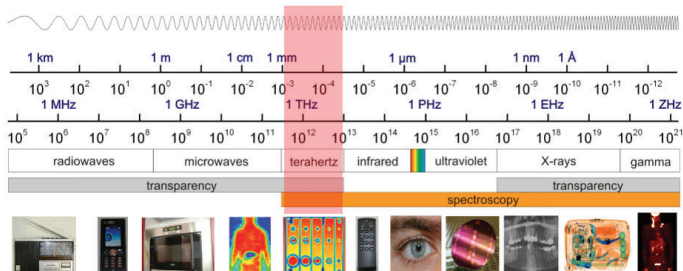 1 km 1 m 1 cm 1 mm 1 µm 1 nm 1 Å
10³ 10² 10¹ 10⁰ 10⁻¹ 10⁻² 10⁻³ 10⁻⁴ 10⁻⁵ 10⁻⁶ 10⁻⁷ 10⁻⁸ 10⁻⁹ 10⁻¹⁰ 10⁻¹¹ 10⁻¹²
1 MHz 1 GHz 1 THz 1 PHz 1 EHz 1 ZHz
10⁵ 10⁶ 10⁷ 10⁸ 10⁹ 10¹⁰ 10¹¹ 10¹² 10¹³ 10¹⁴ 10¹⁵ 10¹⁶ 10¹⁷ 10¹⁸ 10¹⁹ 10²⁰ 10²¹
radiowaves microwaves terahertz infrared ultraviolet X-rays gamma
transparency transparency
spectroscopy